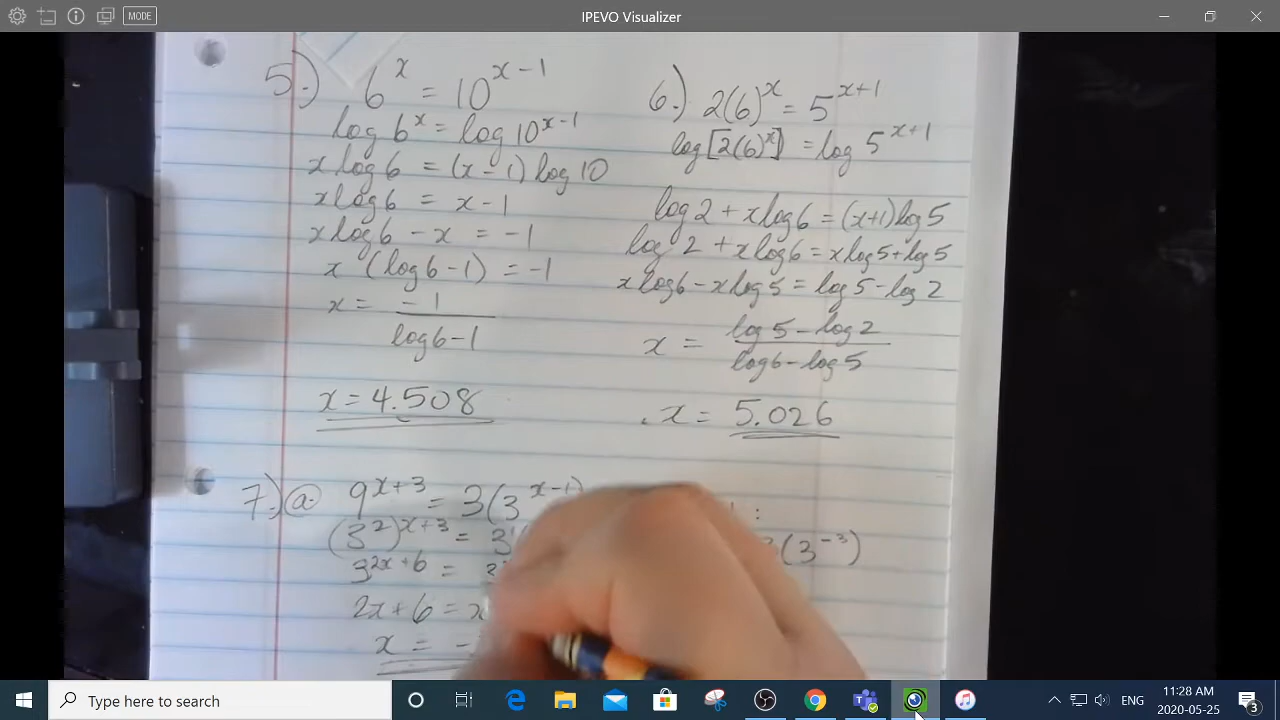 MODE
IPEVO Visualizer
5.) 6^x = 10^(x-1)
log 6^x = log 10^(x-1)
x log 6 = (x-1) log 10
x log 6 = x-1
x log 6 - x = -1
x (log 6 - 1) = -1
x = -1 / (log 6 - 1)
x = 4.508
6.) 2(6)^x = 5^(x+1)
log [2(6)^x] = log 5^(x+1)
log 2 + x log 6 = (x+1) log 5
log 2 + x log 6 = x log 5 + log 5
x log 6 - x log 5 = log 5 - log 2
x = (log 5 - log 2) / (log 6 - log 5)
x = 5.026
7.) a. 9^(x+3) = 3(3^(x-1)
(3^2)^(x+3) = 3
3^(2x+6) =
2x+6 = x
x = -
:
(3^-3)
Type here to search
ENG
11:28 AM
2020-05-25
3